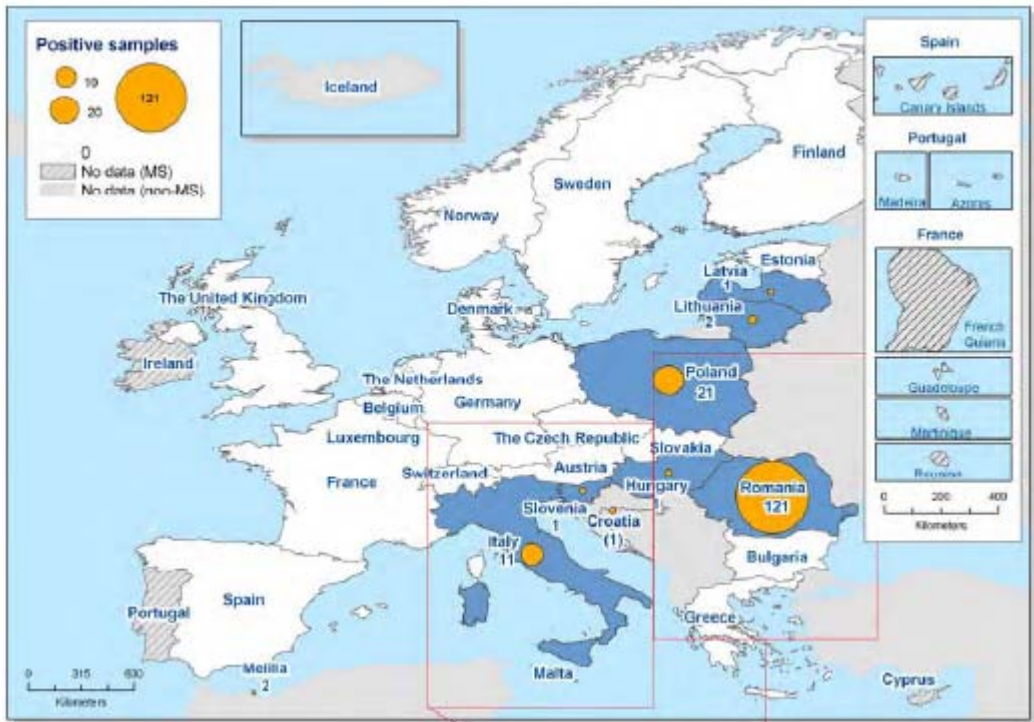 Positive samples
10
20
121
0
No data (MS)
No data (non-MS)
Iceland
Spain
Canary Islands
Portugal
Madeira
Azores
France
French
Guiana
Guadeloupe
Martinique
Reunion
0 200 400
Kilometers
Finland
Sweden
Norway
Estonia
Latvia
1
Lithuania
2
Denmark
The United Kingdom
Ireland
Poland
21
The Netherlands
Belgium
Germany
Luxembourg
The Czech Republic
Slovakia
France
Switzerland
Austria
Hungary
1
Romania
121
Slovenia
1
Croatia
(1)
Italy
11
Bulgaria
Portugal
Spain
Greece
Melilla
2
Malta
Cyprus
0 315 630
Kilometers